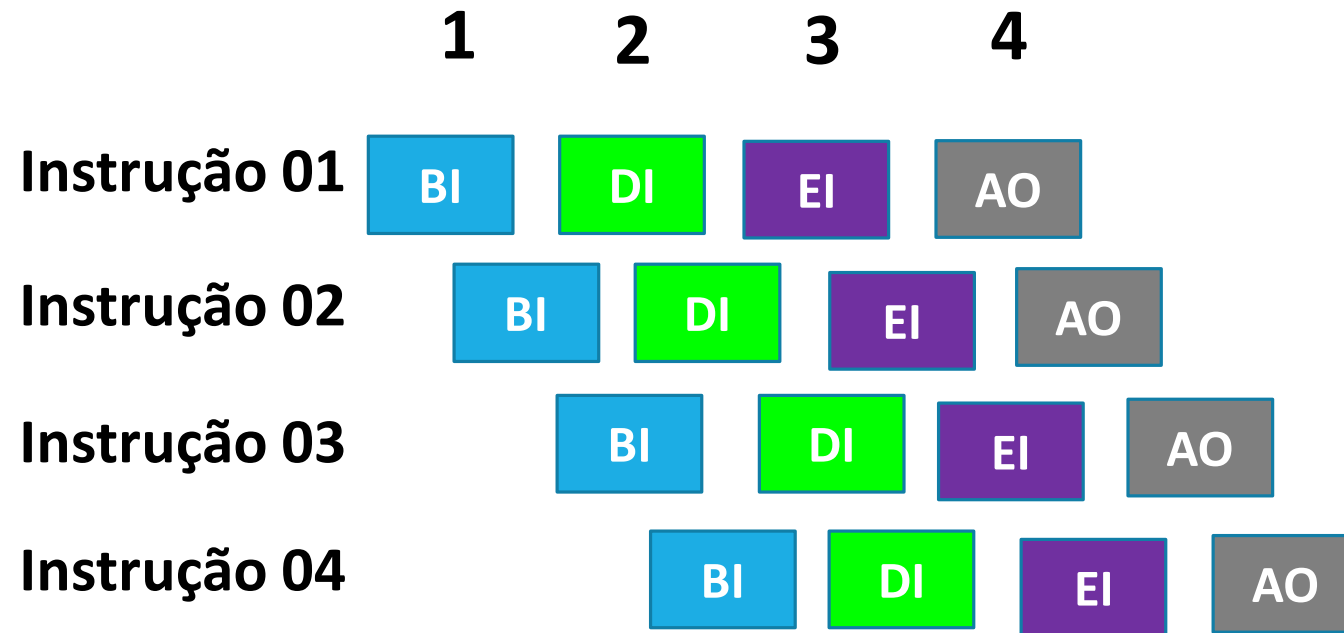 1 2 3 4
Instrução 01 BI DI EI AO
Instrução 02 BI DI EI AO
Instrução 03 BI DI EI AO
Instrução 04 BI DI EI AO